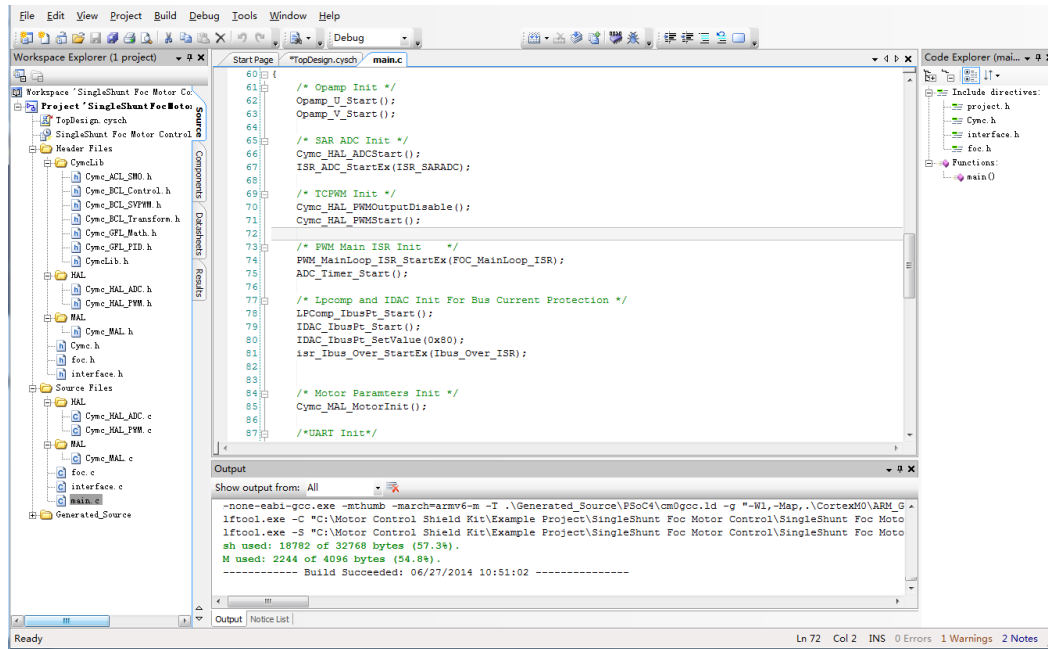 File Edit View Project Build Debug Tools Window Help
Debug
Workspace Explorer (1 project)
Workspace 'SingleShunt Foc Motor Co:
Project 'SingleShunt Foc Motor
TopDesign.cysch
SingleShunt Foc Motor Control
Header Files
CymcLib
Cymc_ACL_SMO.h
Cymc_BCL_Control.h
Cymc_BCL_SVPWM.h
Cymc_BCL_Transform.h
Cymc_GFL_Math.h
Cymc_GFL_PID.h
CymcLib.h
HAL
Cymc_HAL_ADC.h
Cymc_HAL_PWM.h
MAL
Cymc_MAL.h
Cymc.h
foc.h
interface.h
Source Files
HAL
Cymc_HAL_ADC.c
Cymc_HAL_PWM.c
MAL
Cymc_MAL.c
foc.c
interface.c
main.c
Generated_Source
Source
Components
Datasheets
Results
Start Page *TopDesign.cysch main.c
60 {
61 /* Opamp Init */
62 Opamp_U_Start();
63 Opamp_V_Start();
64
65 /* SAR ADC Init */
66 Cymc_HAL_ADCStart();
67 ISR_ADC_StartEx(ISR_SARADC);
68
69 /* TCPWM Init */
70 Cymc_HAL_PWMOutputDisable();
71 Cymc_HAL_PWMStart();
72
73 /* PWM Main ISR Init */
74 PWM_MainLoop_ISR_StartEx(FOC_MainLoop_ISR);
75 ADC_Timer_Start();
76
77 /* Lpcomp and IDAC Init For Bus Current Protection */
78 LPComp_IbusPt_Start();
79 IDAC_IbusPt_Start();
80 IDAC_IbusPt_SetValue(0x80);
81 isr_Ibus_Over_StartEx(Ibus_Over_ISR);
82
83
84 /* Motor Paramters Init */
85 Cymc_MAL_MotorInit();
86
87 /*UART Init*/
Code Explorer (mai...
Include directives:
project.h
Cymc.h
interface.h
foc.h
Functions:
main()
Output
Show output from: All
-none-eabi-gcc.exe -mthumb -march=armv6-m -T .\Generated_Source\PSoC4\cm0gcc.ld -g "-Wl,-Map,.\CortexM0\ARM_G
lftool.exe -C "C:\Motor Control Shield Kit\Example Project\SingleShunt Foc Motor Control\SingleShunt Foc Moto
lftool.exe -S "C:\Motor Control Shield Kit\Example Project\SingleShunt Foc Motor Control\SingleShunt Foc Moto
sh used: 18782 of 32768 bytes (57.3%).
M used: 2244 of 4096 bytes (54.8%).
------------ Build Succeeded: 06/27/2014 10:51:02 ---------------
Output Notice List
Ready Ln 72 Col 2 INS 0 Errors 1 Warnings 2 Notes